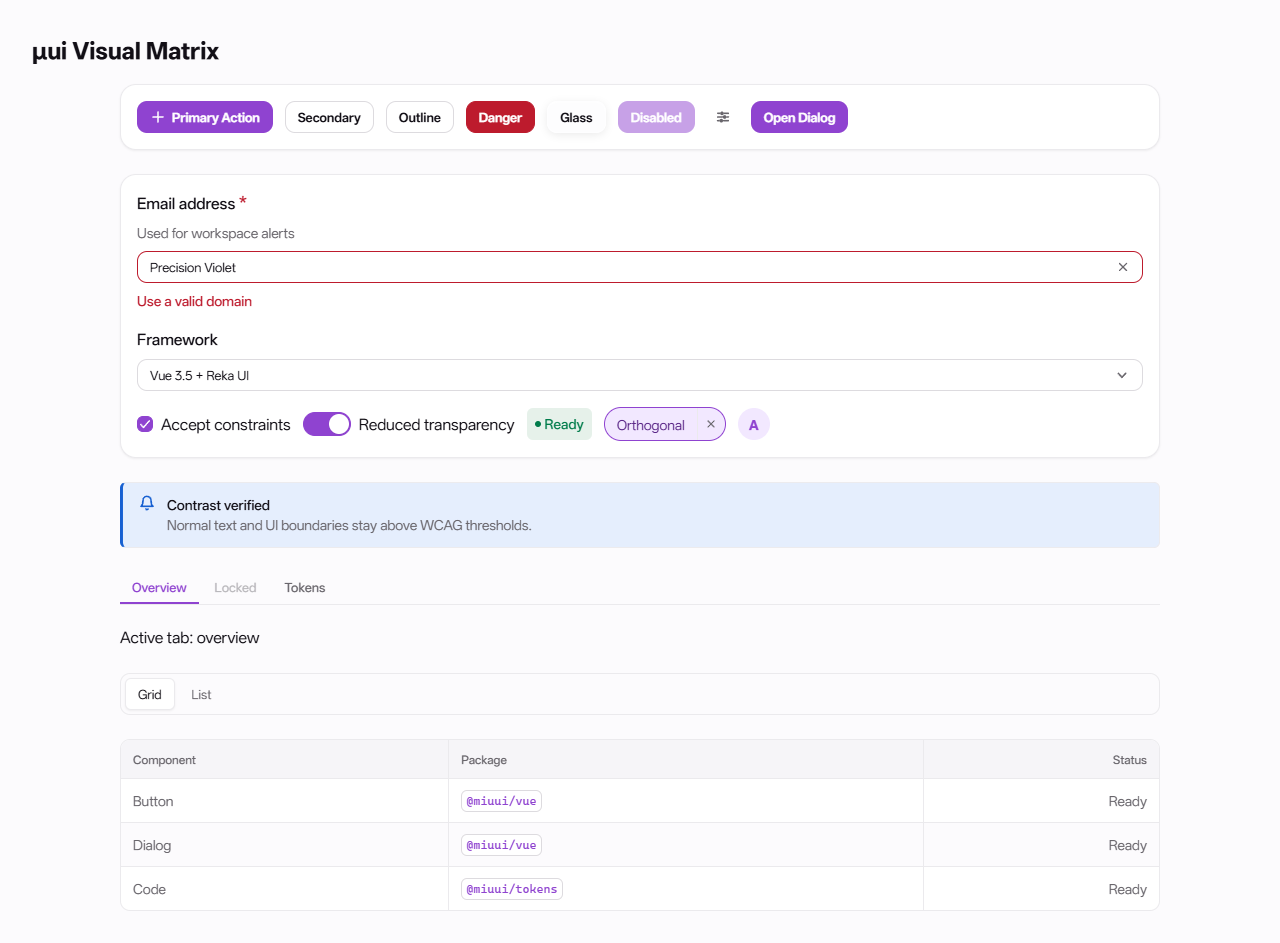 μui Visual Matrix
Primary Action Secondary Outline Danger Glass Disabled Open Dialog
Email address *
Used for workspace alerts
Precision Violet
Use a valid domain
Framework
Vue 3.5 + Reka UI
Accept constraints Reduced transparency Ready Orthogonal A
Contrast verified
Normal text and UI boundaries stay above WCAG thresholds.
Overview Locked Tokens
Active tab: overview
Grid List
Component Package Status
Button @miuui/vue Ready
Dialog @miuui/vue Ready
Code @miuui/tokens Ready